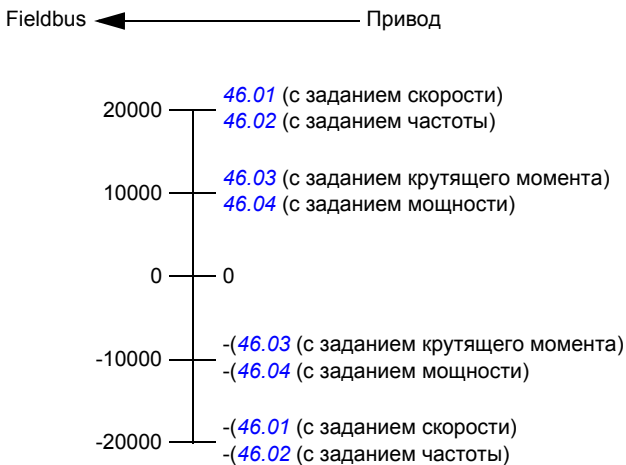 Fieldbus Привод
20000 46.01 (с заданием скорости)
46.02 (с заданием частоты)
10000 46.03 (с заданием крутящего момента)
46.04 (с заданием мощности)
0 0
-10000 -(46.03 (с заданием крутящего момента)
-(46.04 (с заданием мощности)
-20000 -(46.01 (с заданием скорости)
-(46.02 (с заданием частоты)